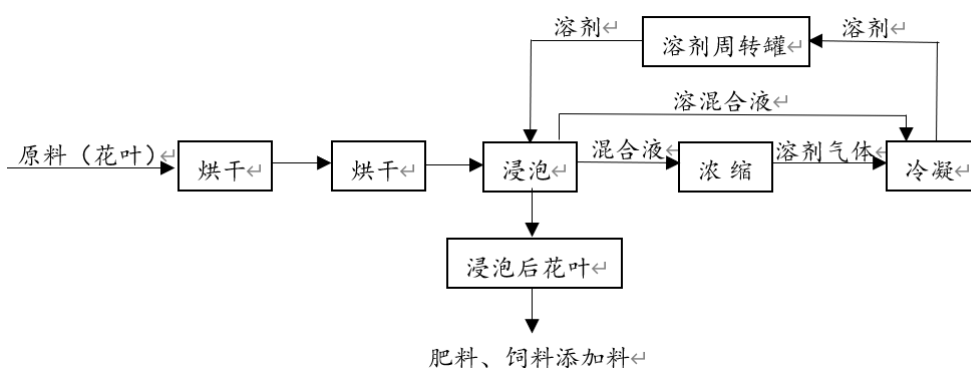 溶剂
溶剂周转罐
溶剂
溶混合液
原料（花叶）
烘干
烘干
浸泡
混合液
浓缩
溶剂气体
冷凝
浸泡后花叶
肥料、饲料添加料